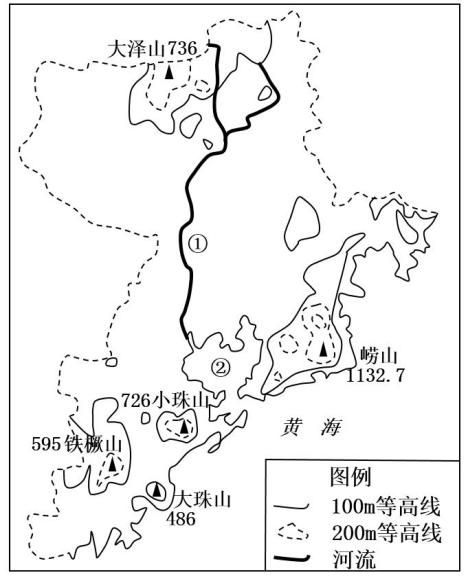 大泽山736
①
②
崂山
1132.7
726小珠山
595铁橛山
黄 海
大珠山
486
图例
100m等高线
200m等高线
河流